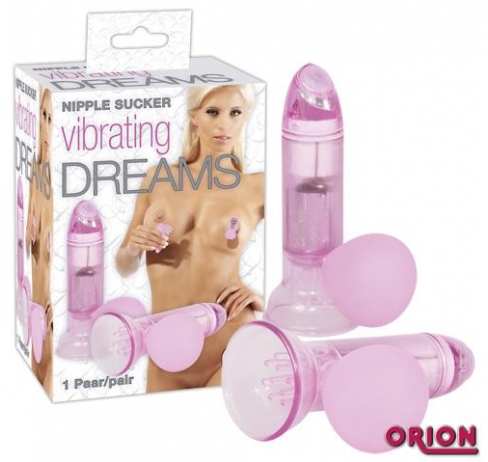 NIPPLE SUCKER
vibrating
DREAMS
1 Paar/pair
ORION